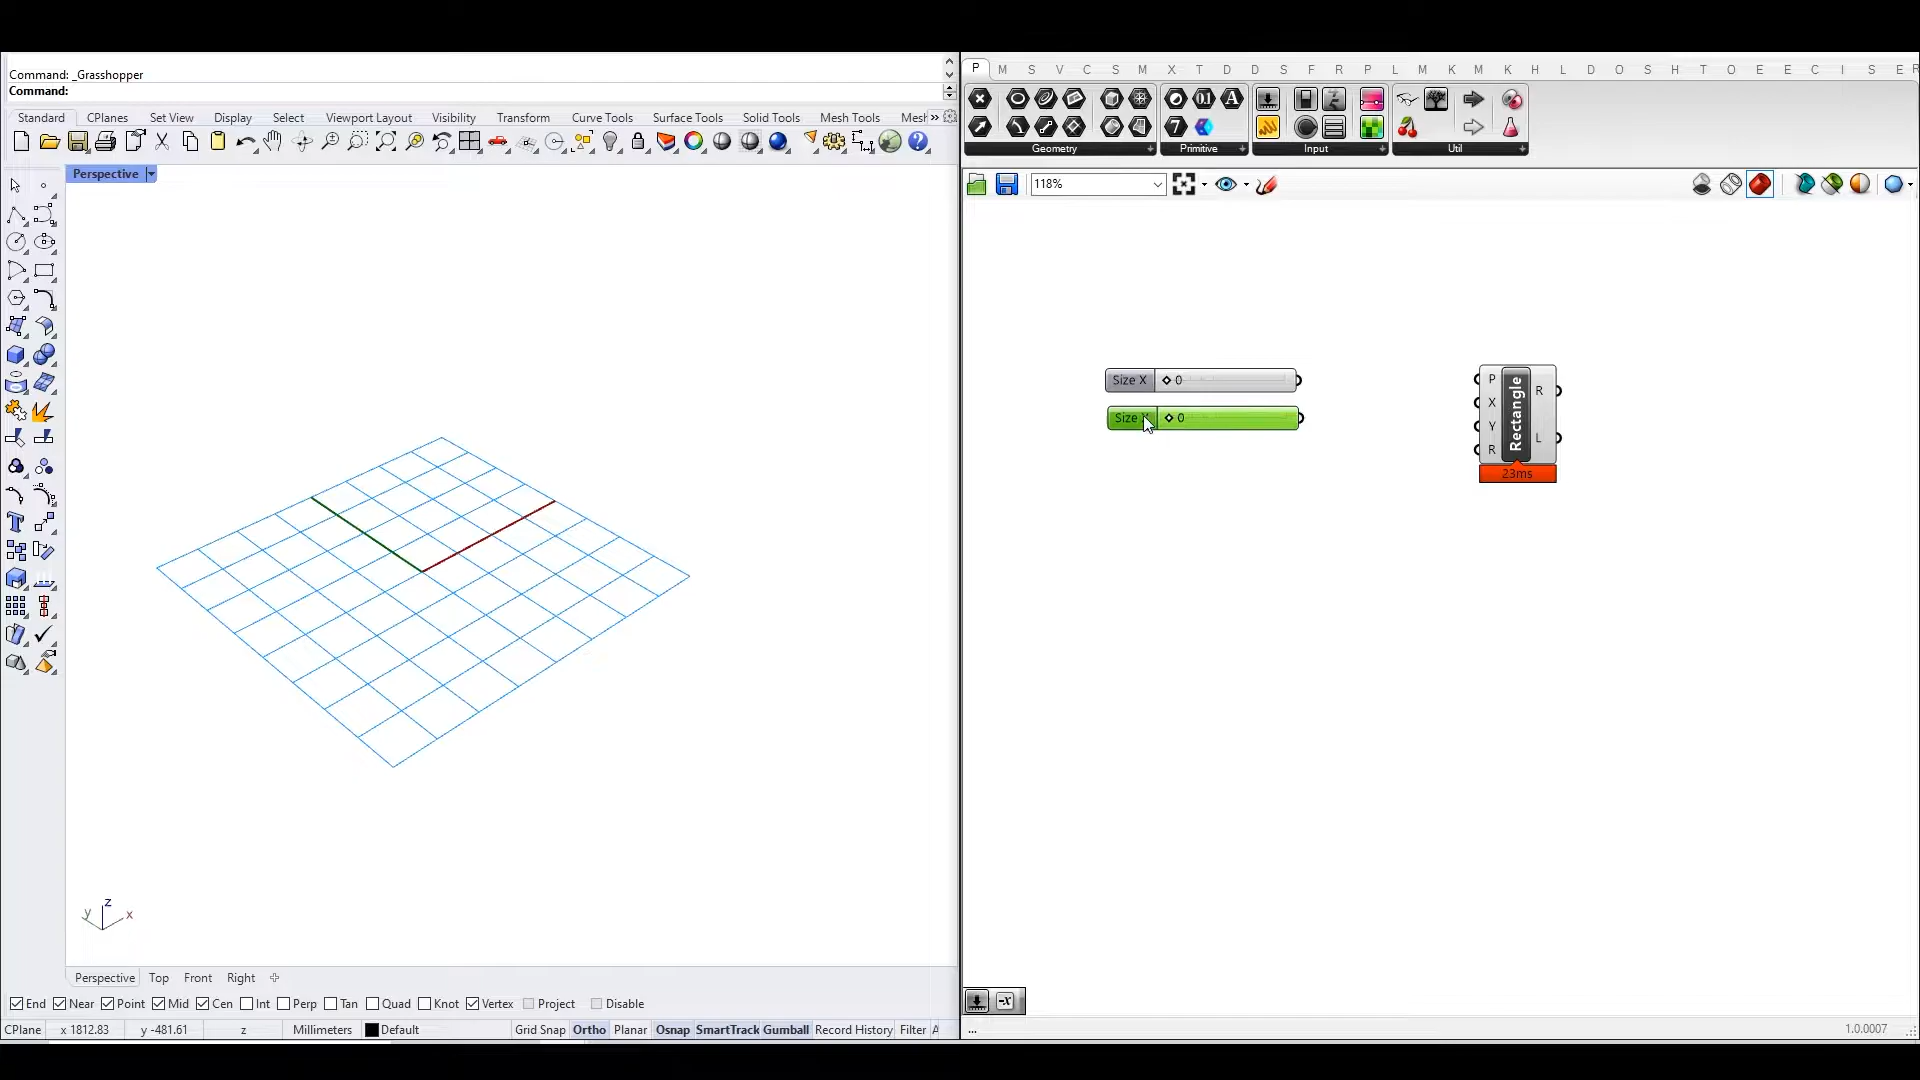 Command: _Grasshopper
Command:
Standard CPlanes Set View Display Select Viewport Layout Visibility Transform Curve Tools Surface Tools Solid Tools Mesh Tools Mesh »
Perspective
P M S V C S M X T D D S F R P L M K M K H L D O S H T O E E C I S E R
Geometry + Primitive + Input + Util +
118%
Size X 0
Size 0
P X Y R Rectangle R L
23ms
z
y x
Perspective Top Front Right
End Near Point Mid Cen Int Perp Tan Quad Knot Vertex Project Disable
CPlane x 1812.83 y -481.61 z Millimeters Default Grid Snap Ortho Planar Osnap SmartTrack Gumball Record History Filter A
... 1.0.0007